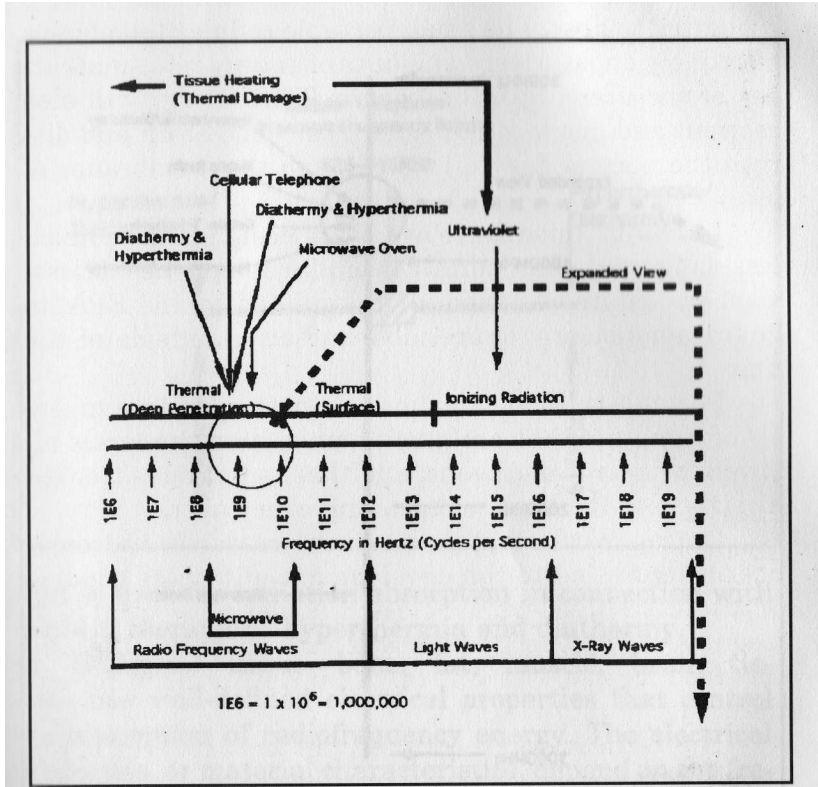 Tissue Heating
(Thermal Damage)
Cellular Telephone
Diathermy & Hyperthermia
Diathermy &
Hyperthermia
Microwave Oven
Ultraviolet
Expanded View
Thermal
(Deep Penetration)
Thermal
(Surface)
Ionizing Radiation
1E6
1E7
1E8
1E9
1E10
1E11
1E12
1E13
1E14
1E15
1E16
1E17
1E18
1E19
Frequency in Hertz (Cycles per Second)
Microwave
Radio Frequency Waves
Light Waves
X-Ray Waves
1E6 = 1 x 10⁶ = 1,000,000